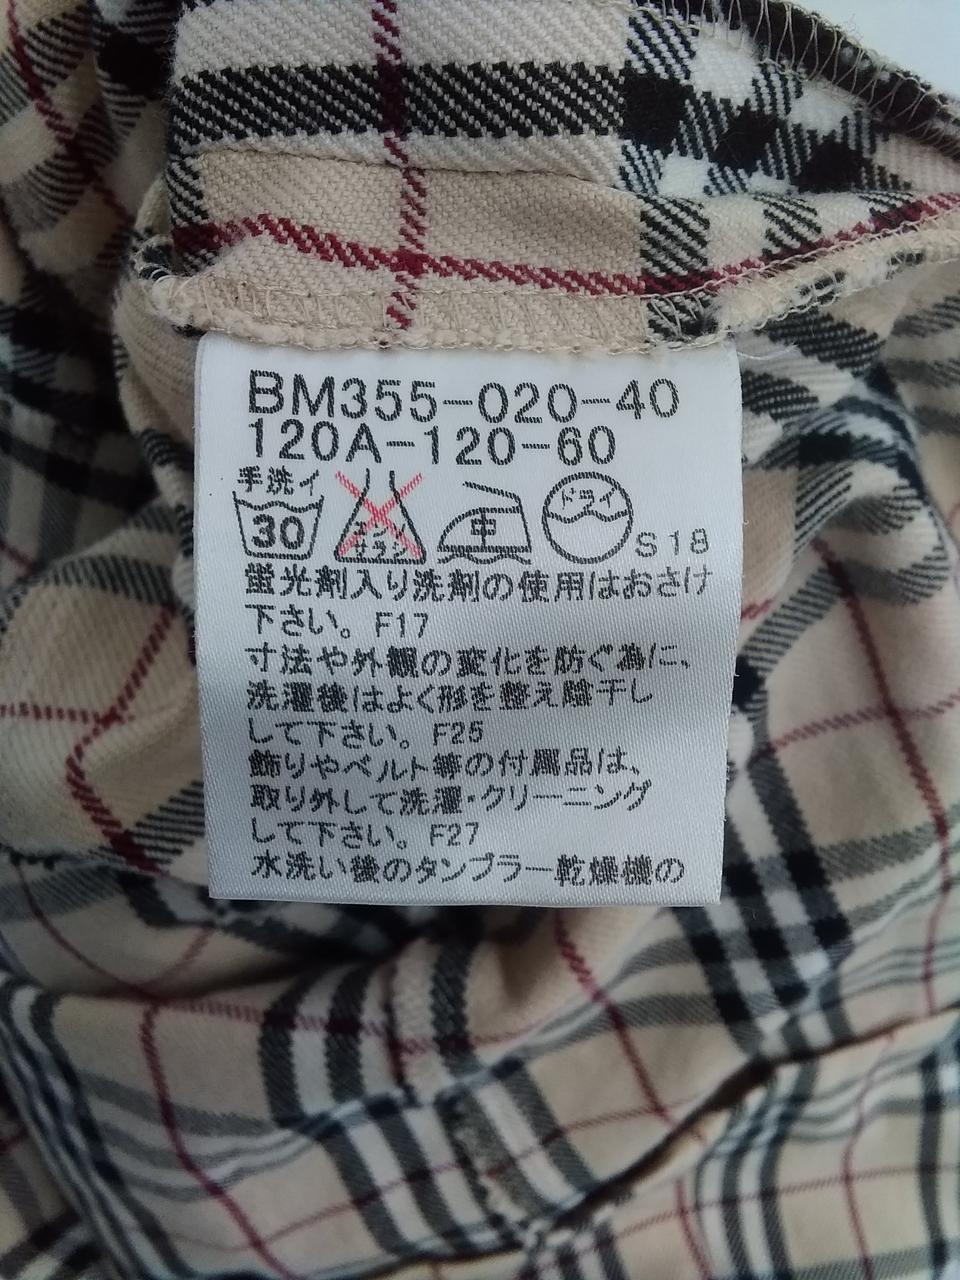 BM355-020-40
120A-120-60
手洗イ
30
エンソ
サラシ
中
ドライ
S18
蛍光剤入り洗剤の使用はおさけ
下さい。F17
寸法や外観の変化を防ぐ為に、
洗濯後はよく形を整え陰干し
して下さい。F25
飾りやベルト等の付属品は、
取り外して洗濯・クリーニング
して下さい。F27
水洗い後のタンブラー乾燥機の